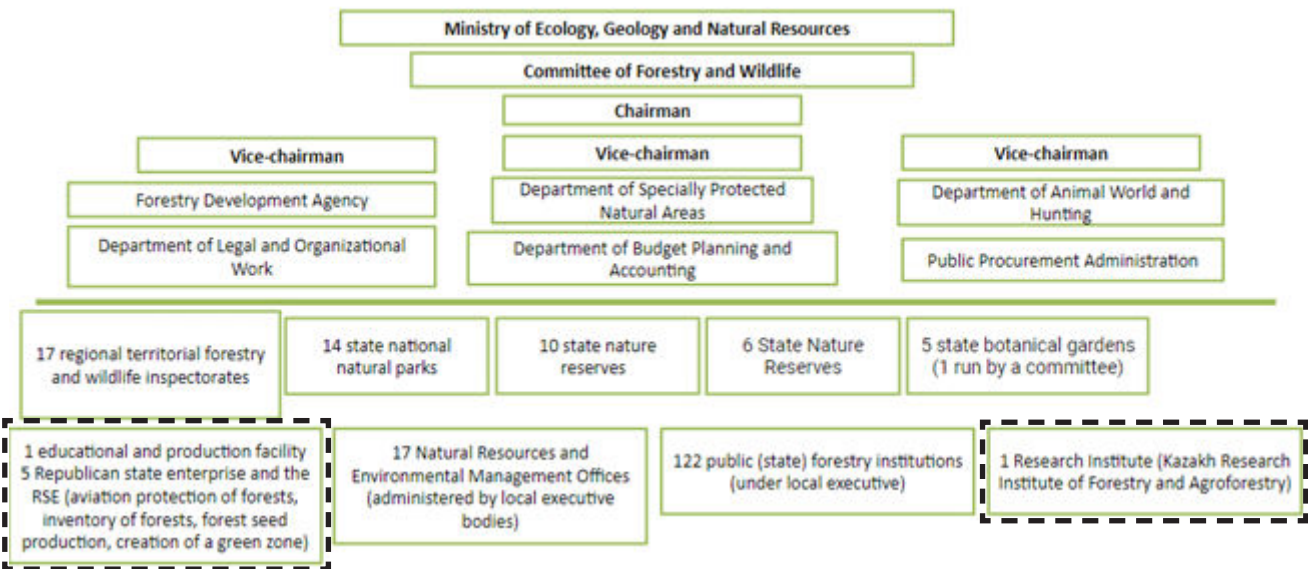 Ministry of Ecology, Geology and Natural Resources
Committee of Forestry and Wildlife
Chairman
Vice-chairman
Vice-chairman
Vice-chairman
Forestry Development Agency
Department of Specially Protected
Natural Areas
Department of Animal World and
Hunting
Department of Legal and Organizational
Work
Department of Budget Planning and
Accounting
Public Procurement Administration
17 regional territorial forestry
and wildlife inspectorates
14 state national
natural parks
10 state nature
reserves
6 State Nature
Reserves
5 state botanical gardens
(1 run by a committee)
1 educational and production facility
5 Republican state enterprise and the
RSE (aviation protection of forests,
inventory of forests, forest seed
production, creation of a green zone)
17 Natural Resources and
Environmental Management Offices
(administered by local executive
bodies)
122 public (state) forestry institutions
(under local executive)
1 Research Institute (Kazakh Research
Institute of Forestry and Agroforestry)